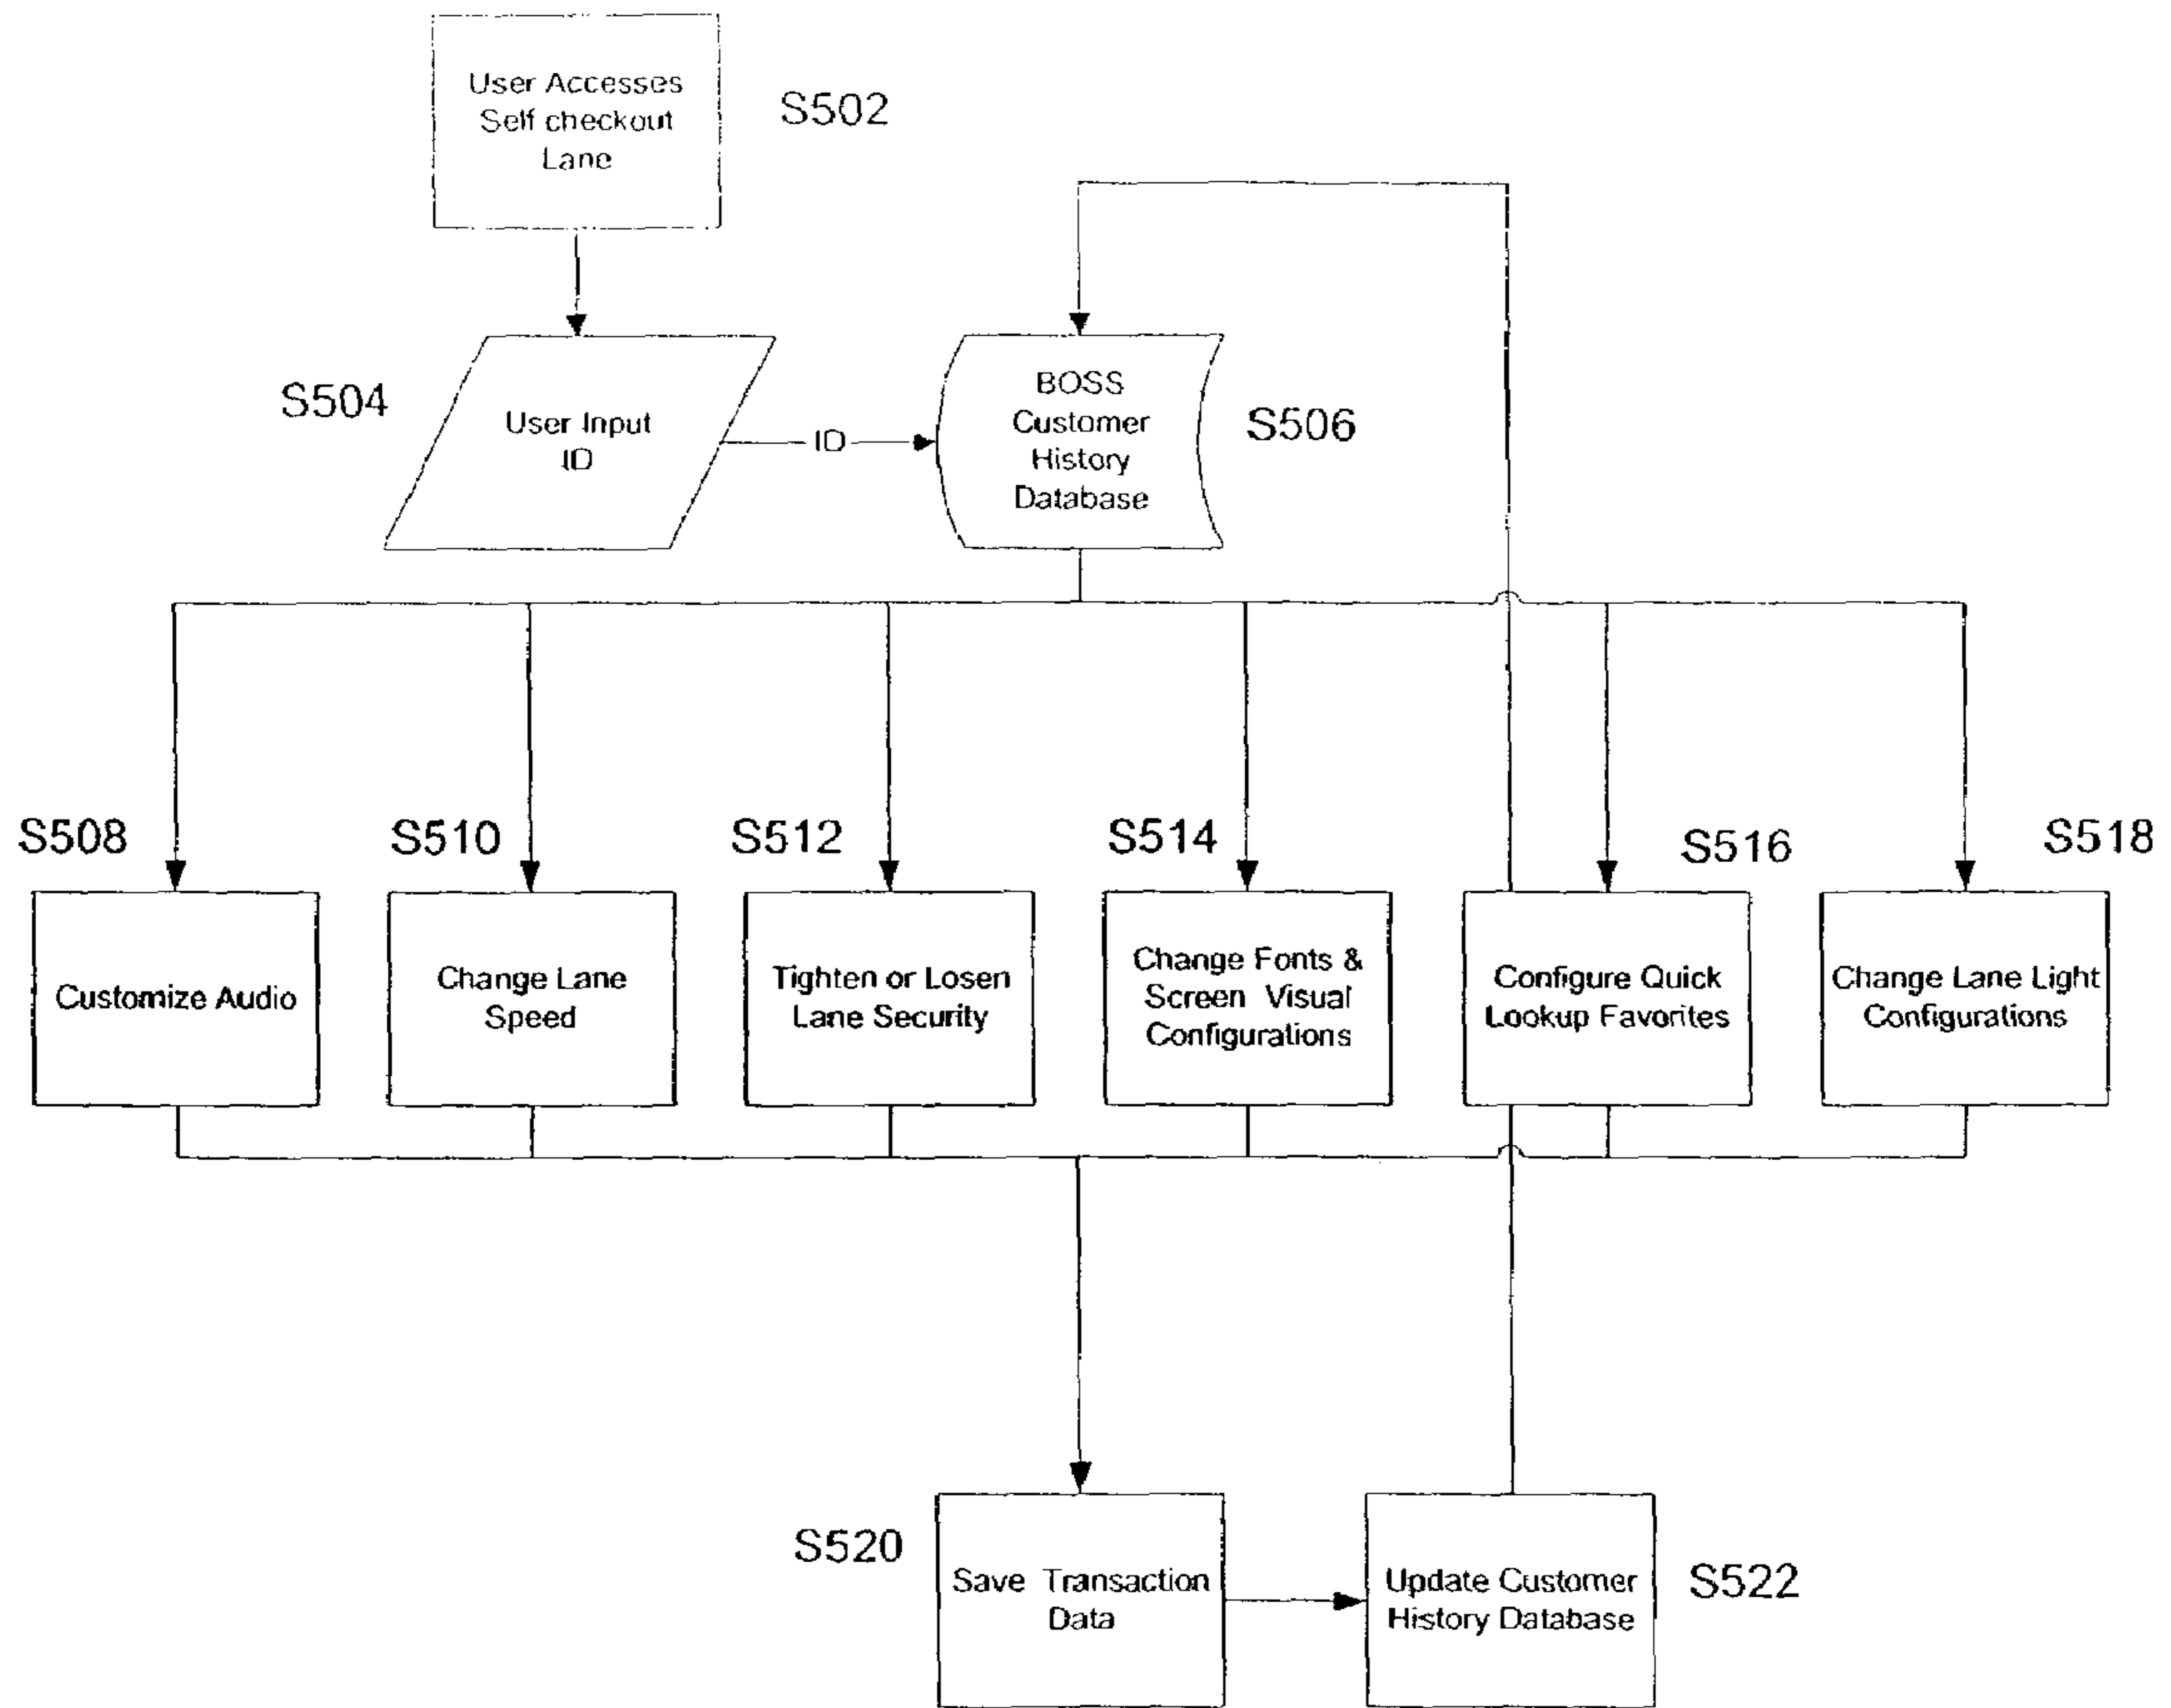 User Accesses
Self checkout
Lane
S502
S504
User Input
ID
ID
BOSS
Customer
History
Database
S506
S508
S510
S512
S514
S516
S518
Customize Audio
Change Lane
Speed
Tighten or Losen
Lane Security
Change Fonts &
Screen Visual
Configurations
Configure Quick
Lookup Favorites
Change Lane Light
Configurations
S520
Save Transaction
Data
Update Customer
History Database
S522